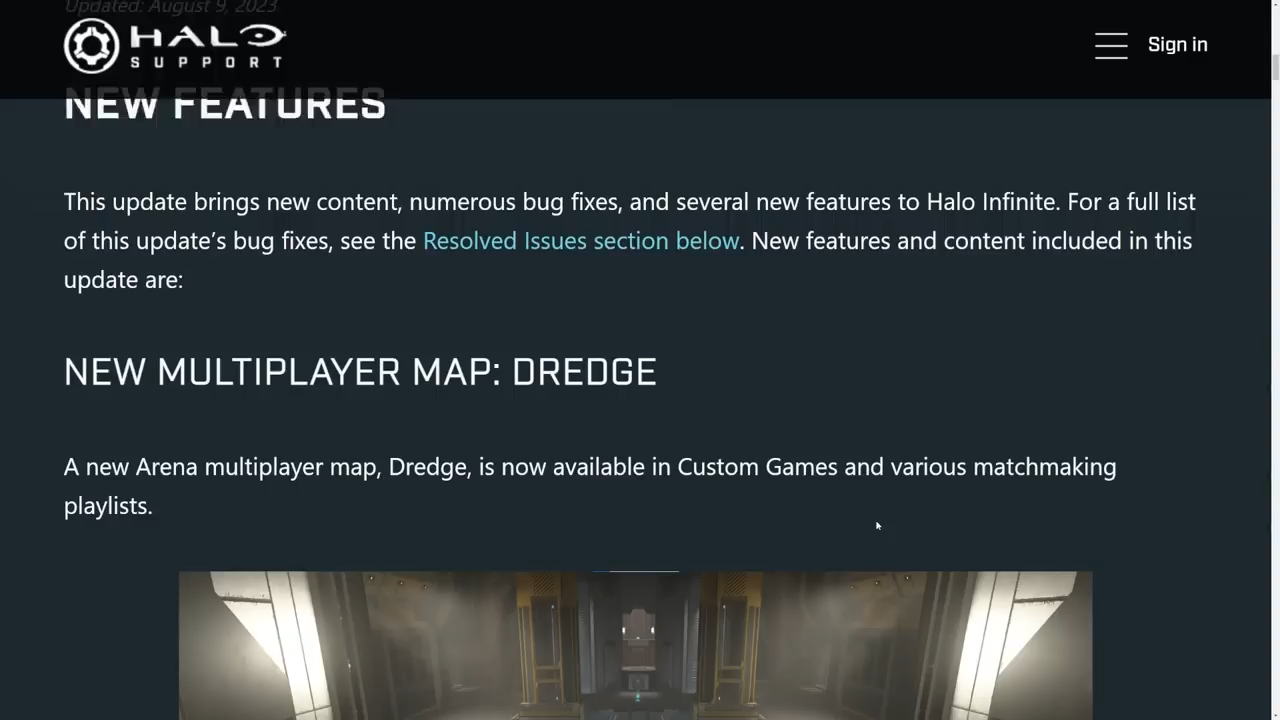 Updated: August 9, 2023
HALO
SUPPORT
Sign in
NEW FEATURES
This update brings new content, numerous bug fixes, and several new features to Halo Infinite. For a full list
of this update’s bug fixes, see the Resolved Issues section below. New features and content included in this
update are:
NEW MULTIPLAYER MAP: DREDGE
A new Arena multiplayer map, Dredge, is now available in Custom Games and various matchmaking
playlists.